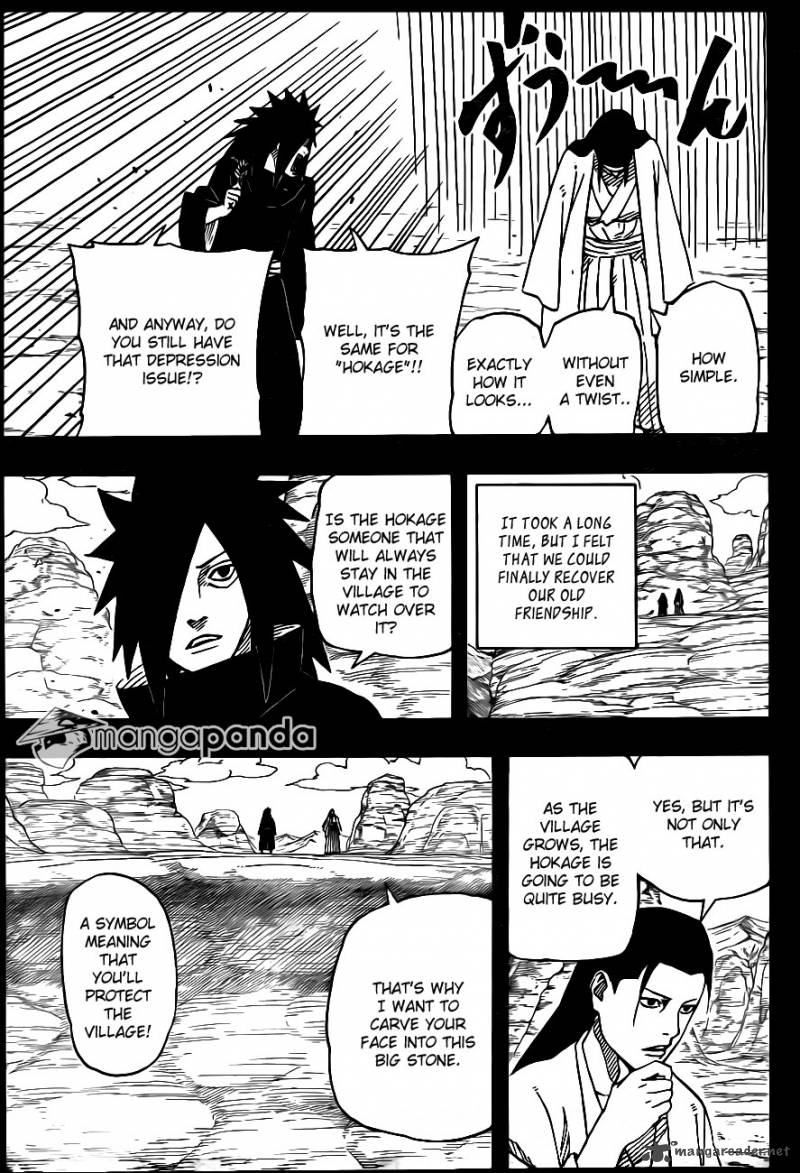 ずぅーーん
HOW
SIMPLE.
WITHOUT
EVEN
A TWIST..
EXACTLY
HOW IT
LOOKS...
WELL, IT'S THE
SAME FOR
"HOKAGE"!!
AND ANYWAY, DO
YOU STILL HAVE
THAT DEPRESSION
ISSUE!?
IT TOOK A LONG
TIME, BUT I FELT
THAT WE COULD
FINALLY RECOVER
OUR OLD
FRIENDSHIP.
IS THE HOKAGE
SOMEONE THAT
WILL ALWAYS
STAY IN THE
VILLAGE TO
WATCH OVER
IT?
mangapanda
YES, BUT IT'S
NOT ONLY
THAT.
AS THE
VILLAGE
GROWS, THE
HOKAGE IS
GOING TO BE
QUITE BUSY.
THAT'S WHY
I WANT TO
CARVE YOUR
FACE INTO THIS
BIG STONE.
A SYMBOL
MEANING
THAT
YOU'LL
PROTECT
THE
VILLAGE!
mangareader.net